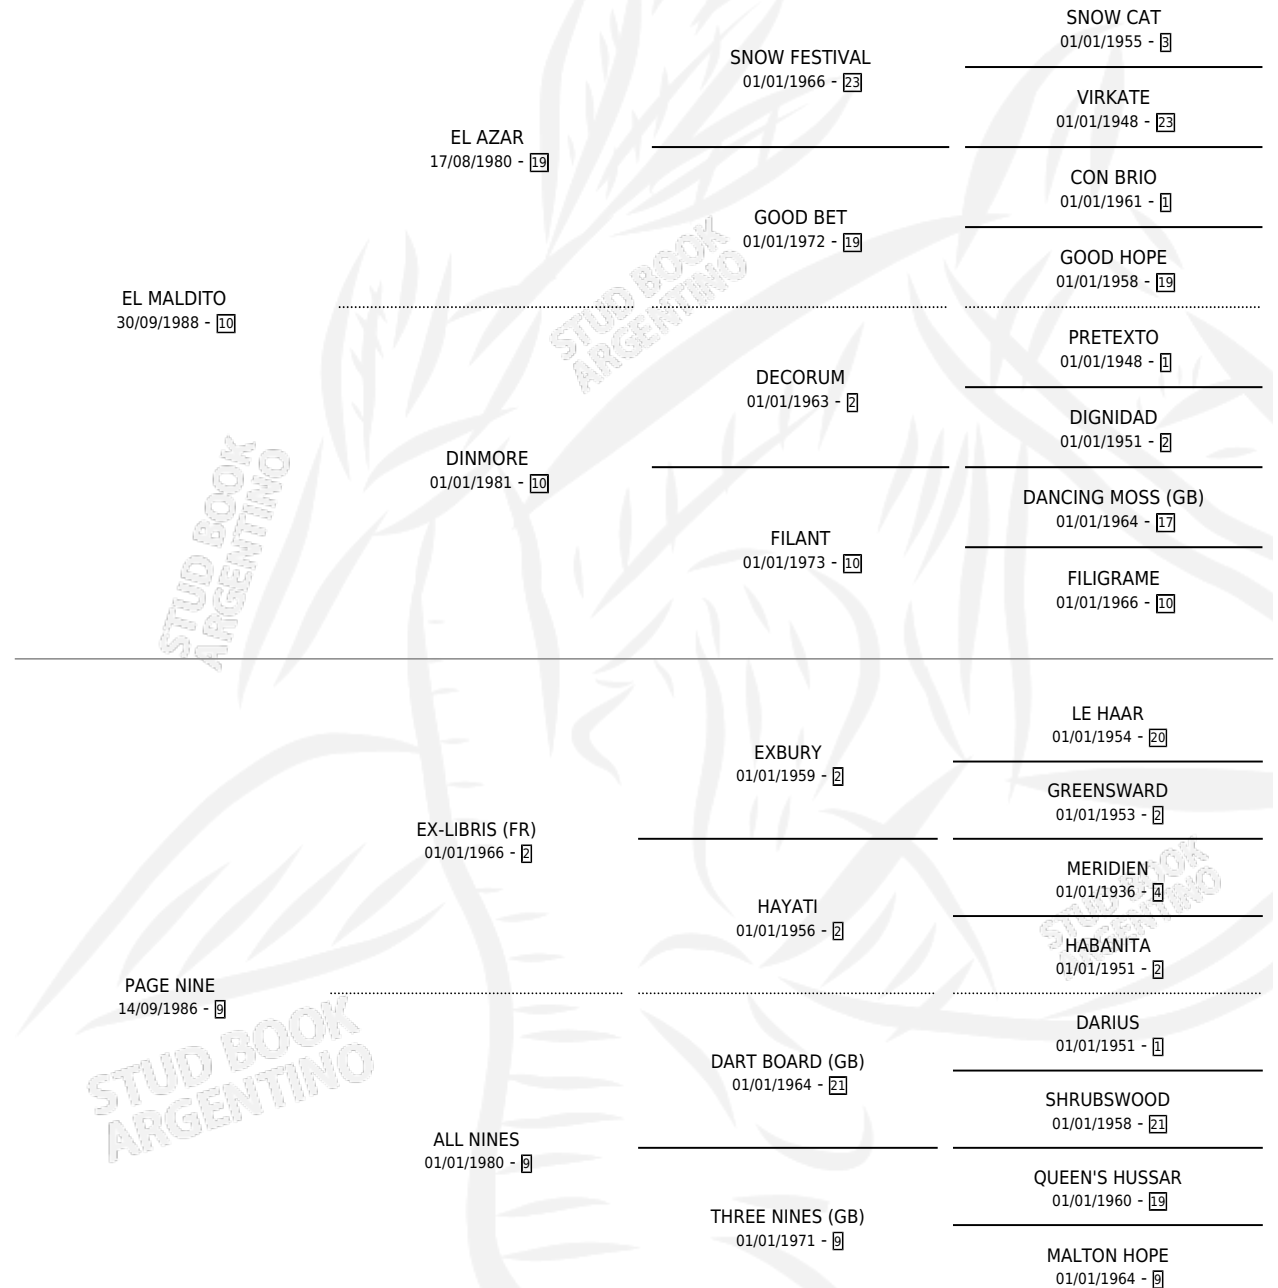 SNOW CAT
01/01/1955 - 3
SNOW FESTIVAL
01/01/1966 - 23
VIRKATE
01/01/1948 - 23
EL AZAR
17/08/1980 - 19
CON BRIO
01/01/1961 - 1
GOOD BET
01/01/1972 - 19
GOOD HOPE
01/01/1958 - 19
EL MALDITO
30/09/1988 - 10
STUD BOOK
ARGENTINO
PRETEXTO
01/01/1948 - 1
DECORUM
01/01/1963 - 2
DIGNIDAD
01/01/1951 - 2
DINMORE
01/01/1981 - 10
DANCING MOSS (GB)
01/01/1964 - 17
FILANT
01/01/1973 - 10
FILIGRAME
01/01/1966 - 10
STUD BOOK
ARGENTINO
LE HAAR
01/01/1954 - 20
EXBURY
01/01/1959 - 2
GREENSWARD
01/01/1953 - 2
EX-LIBRIS (FR)
01/01/1966 - 2
MERIDIEN
01/01/1936 - 4
HAYATI
01/01/1956 - 2
HABANITA
01/01/1951 - 2
STUD BOOK
ARGENTINO
PAGE NINE
14/09/1986 - 9
DARIUS
01/01/1951 - 1
DART BOARD (GB)
01/01/1964 - 21
SHRUBSWOOD
01/01/1958 - 21
STUD BOOK
ARGENTINO
ALL NINES
01/01/1980 - 9
QUEEN'S HUSSAR
01/01/1960 - 19
THREE NINES (GB)
01/01/1971 - 9
MALTON HOPE
01/01/1964 - 9